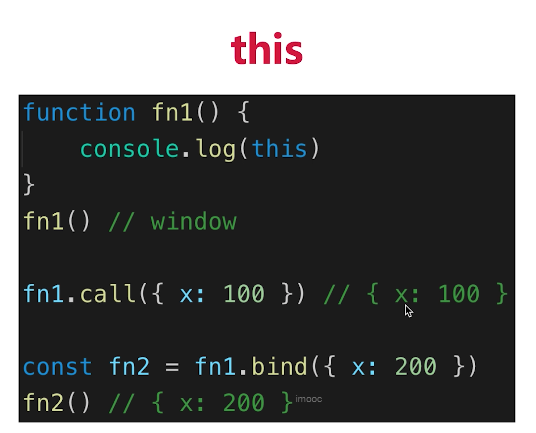 this
function fn1() {
    console.log(this)
}
fn1() // window
fn1.call({ x: 100 }) // { x: 100 }
const fn2 = fn1.bind({ x: 200 })
fn2() // { x: 200 }
imooc